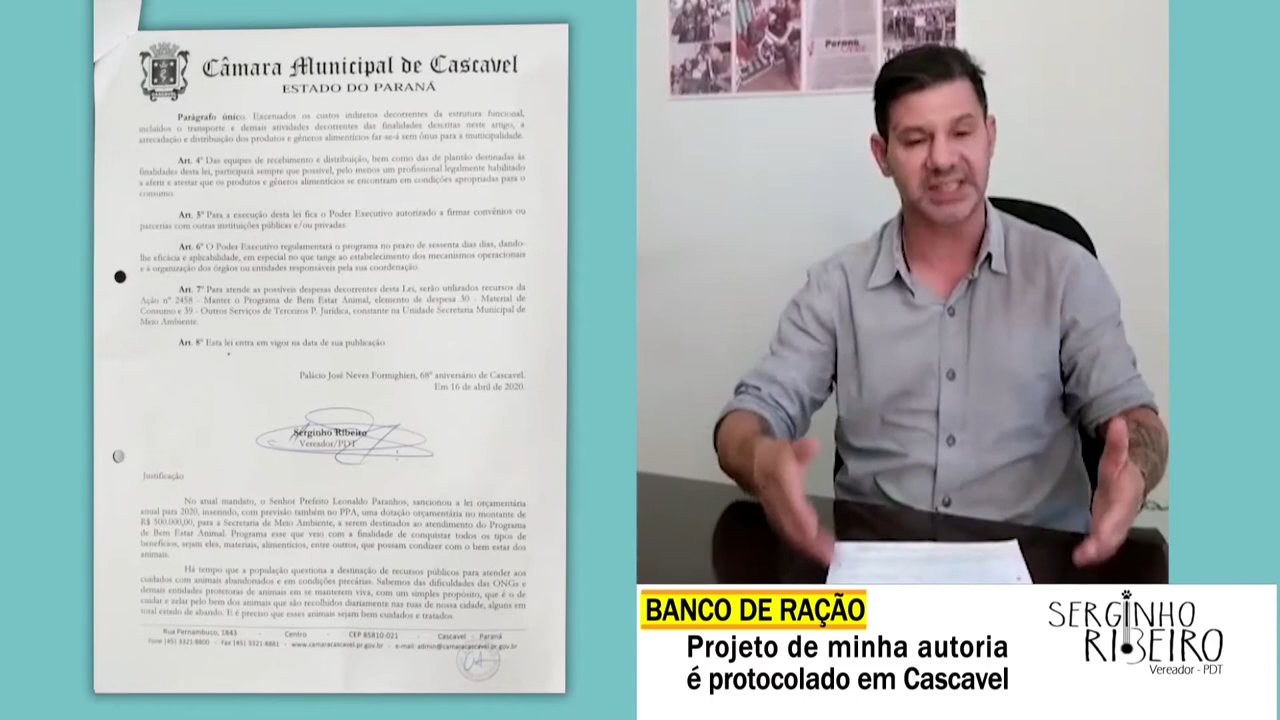 Câmara Municipal de Cascavel
ESTADO DO PARANÁ
Parágrafo único. Excetuados os custos indiretos decorrentes da estrutura funcional,
incluídos o transporte e demais atividades decorrentes das finalidades descritas neste artigo, a
arrecadação e distribuição dos produtos e gêneros alimentícios far-se-á sem ônus para a municipalidade.
Art. 4º Das equipes de recebimento e distribuição, bem como das de plantão destinadas às
finalidades desta lei, participará sempre que possível, pelo menos um profissional legalmente habilitado
a aferir e atestar que os produtos e gêneros alimentícios se encontram em condições apropriadas para o
consumo.
Art. 5º Para a execução desta lei fica o Poder Executivo autorizado a firmar convênios ou
parcerias com outras instituições públicas e/ou privadas.
Art. 6º O Poder Executivo regulamentará o programa no prazo de sessenta dias dias, dando-
lhe eficácia e aplicabilidade, em especial no que tange ao estabelecimento dos mecanismos operacionais
e à organização dos órgãos ou entidades responsáveis pela sua coordenação.
Art. 7º Para atende as possíveis despesas decorrentes desta Lei, serão utilizados recursos da
Ação nº 2458 - Manter o Programa de Bem Estar Animal, elemento de despesa 30 - Material de
Consumo e 39 - Outros Serviços de Terceiros P. Jurídica, constante na Unidade Secretaria Municipal de
Meio Ambiente.
Art. 8º Esta lei entra em vigor na data de sua publicação
Palácio José Neves Formighieri, 68º aniversário de Cascavel.
Em 16 de abril de 2020.
Serginho Ribeiro
Vereador/PDT
Justificação
No atual mandato, o Senhor Prefeito Leonaldo Paranhos, sancionou a lei orçamentária
anual para 2020, inserindo, com previsão também no PPA, uma dotação orçamentária no montante de
R$ 500.000,00, para a Secretaria de Meio Ambiente, a serem destinados ao atendimento do Programa
de Bem Estar Animal. Programa esse que veio com a finalidade de conquistar todos os tipos de
benefícios, sejam eles, materiais, alimentícios, entre outros, que possam condizer com o bem estar dos
animais.
Há tempo que a população questiona a destinação de recursos públicos para atender aos
cuidados com animais abandonados e em condições precárias. Sabemos das dificuldades das ONGs e
demais entidades protetoras de animais em se manterem viva, com um simples propósito, que é o de
cuidar e zelar pelo bem dos animais que são recolhidos diariamente nas ruas de nossa cidade, alguns em
total estado de abando. E é preciso que esses animais sejam bem cuidados e tratados.
Rua Pernambuco, 1843 - Centro - CEP 85810-021 - Cascavel - Paraná
Fone (45) 3321-8800 - Fax (45) 3321-8881 - www.camaracascavel.pr.gov.br - e-mail: admin@camaracascavel.pr.gov.br
Paraná
BANCO DE RAÇÃO
Projeto de minha autoria
é protocolado em Cascavel
SERGINHO
RIBEIRO
Vereador - PDT